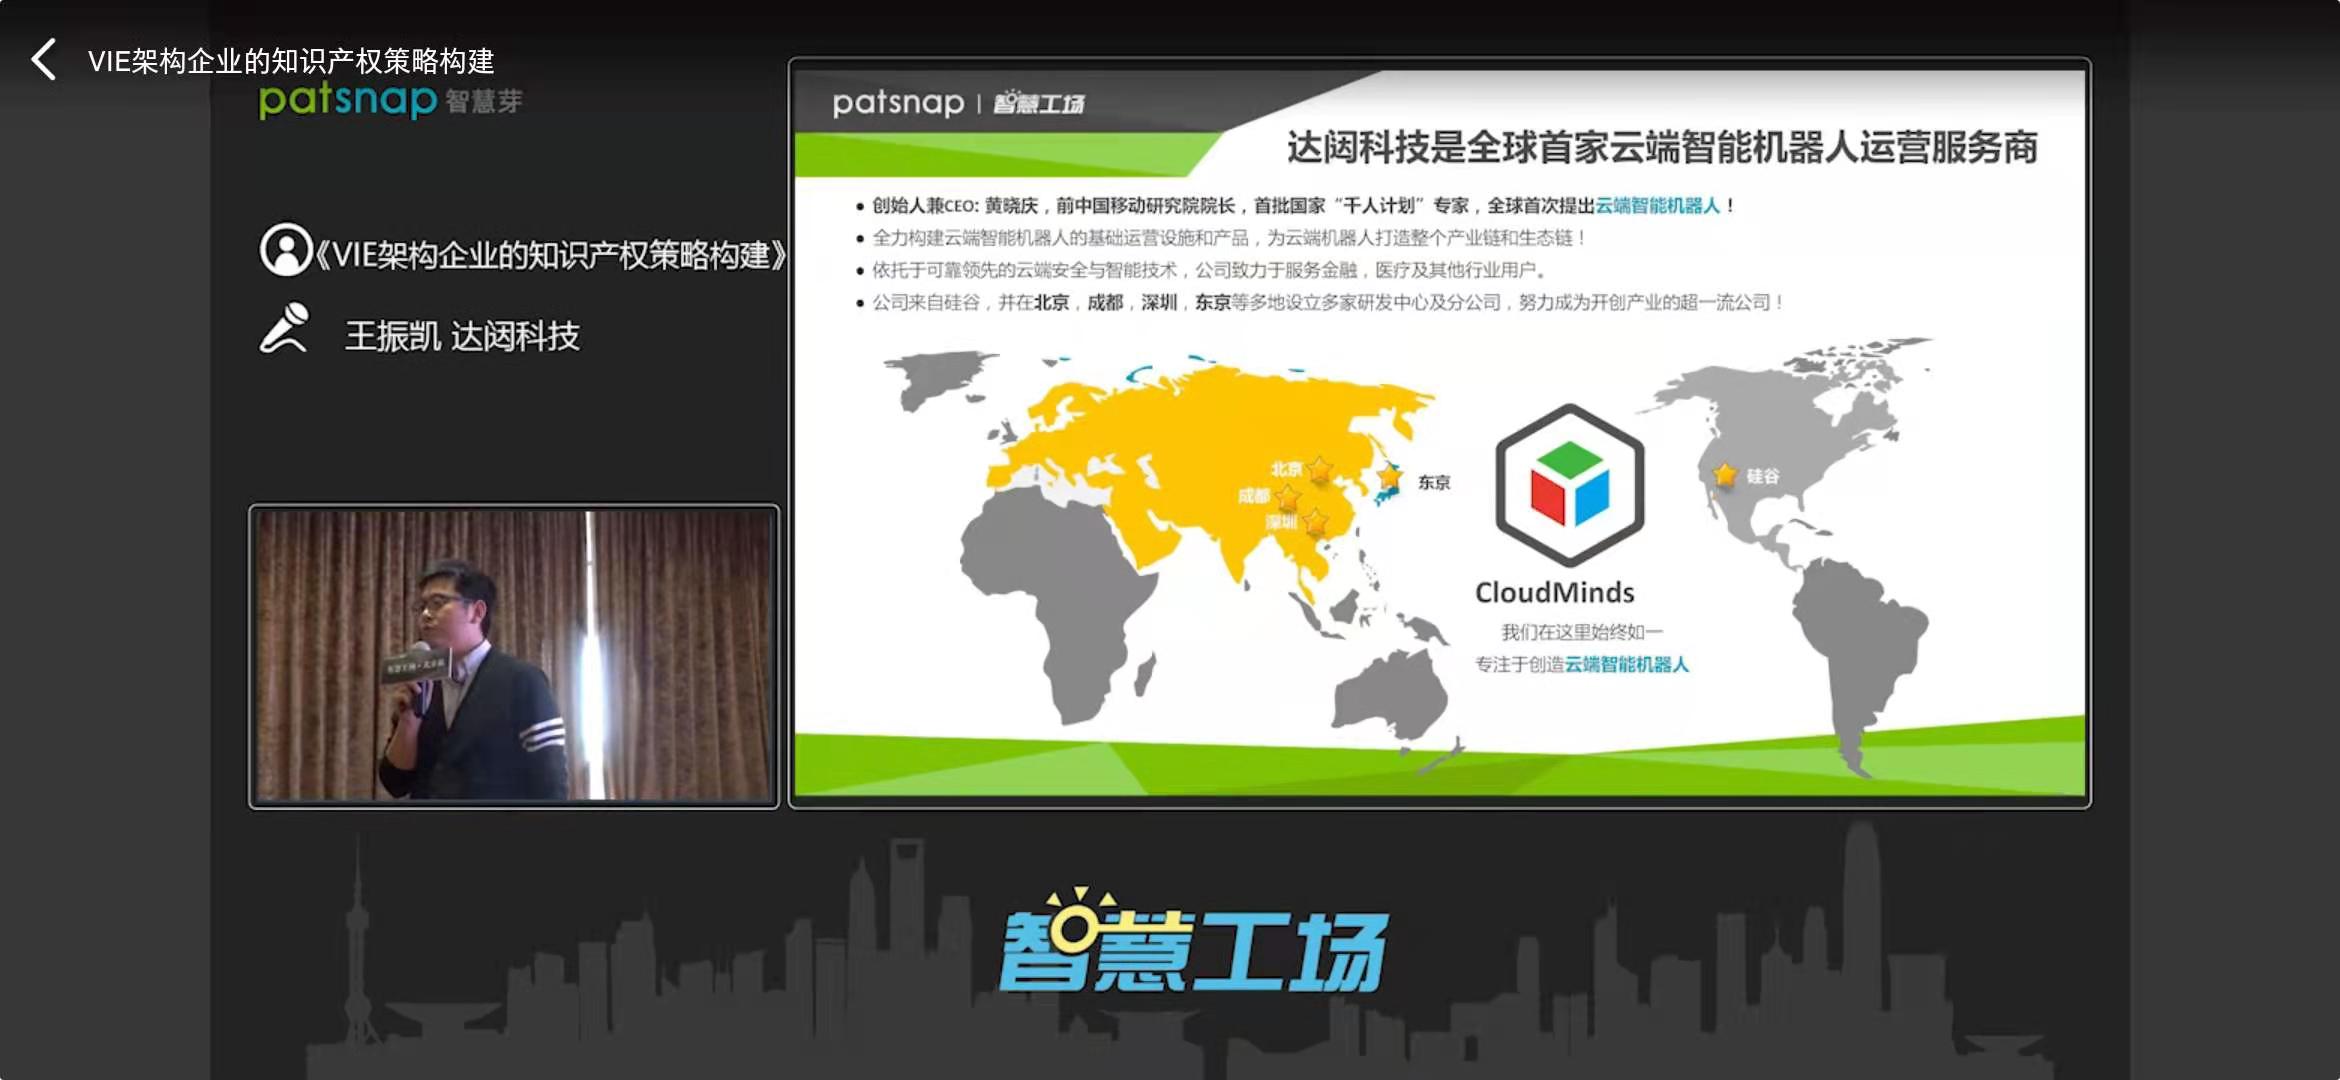 VIE架构企业的知识产权策略构建
patsnap 智慧芽
《VIE架构企业的知识产权策略构建》
王振凯 达闼科技
patsnap | 智慧工场
达闼科技是全球首家云端智能机器人运营服务商
• 创始人兼CEO: 黄晓庆，前中国移动研究院院长，首批国家“千人计划”专家，全球首次提出云端智能机器人！
• 全力构建云端智能机器人的基础运营设施和产品，为云端机器人打造整个产业链和生态链！
• 依托于可靠领先的云端安全与智能技术，公司致力于服务金融，医疗及其他行业用户。
• 公司来自硅谷，并在北京，成都，深圳，东京等多地设立多家研发中心及分公司，努力成为开创产业的超一流公司！
北京
成都
深圳
东京
硅谷
CloudMinds
我们在这里始终如一
专注于创造云端智能机器人
智慧工场